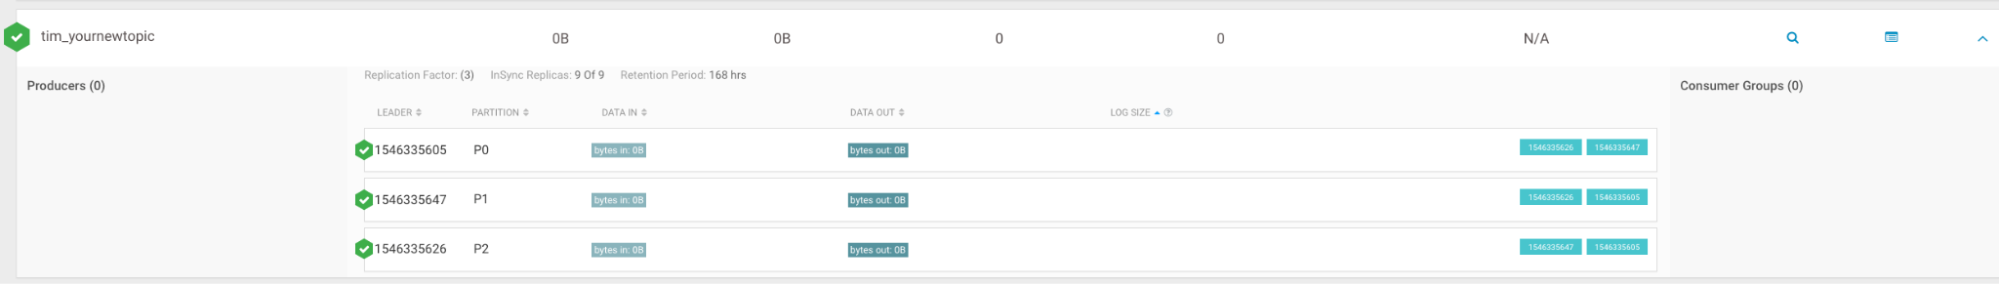 tim_yournewtopic 0B 0B 0 0 N/A
Producers (0)
Replication Factor: (3) InSync Replicas: 9 Of 9 Retention Period: 168 hrs
Consumer Groups (0)
LEADER PARTITION DATA IN DATA OUT LOG SIZE
1546335605 P0 bytes in: 0B bytes out: 0B 1546335626 1546335647
1546335647 P1 bytes in: 0B bytes out: 0B 1546335626 1546335605
1546335626 P2 bytes in: 0B bytes out: 0B 1546335647 1546335605